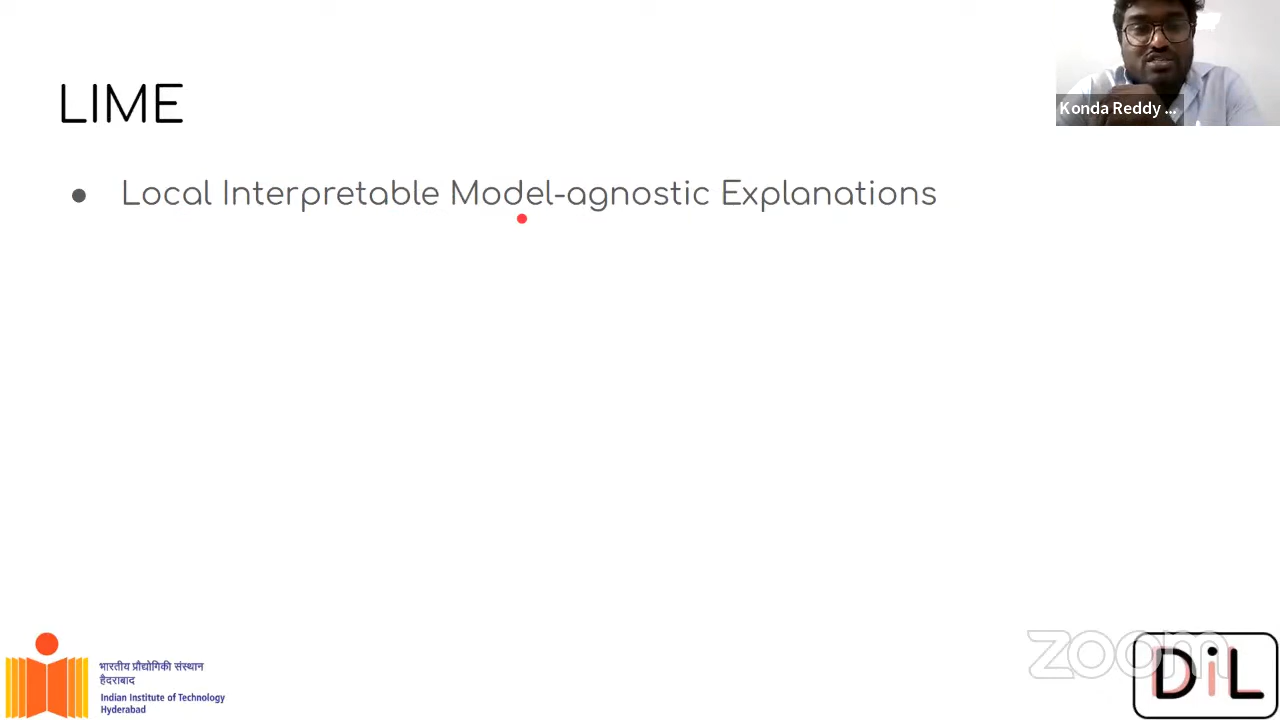 LIME
Konda Reddy ...
● Local Interpretable Model-agnostic Explanations
भारतीय प्रौद्योगिकी संस्थान
हैदराबाद
Indian Institute of Technology
Hyderabad
zoom
DiL